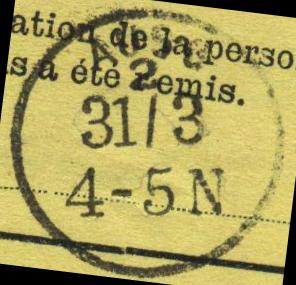 ation de la perso
s a été remis.
31/3
4-5N